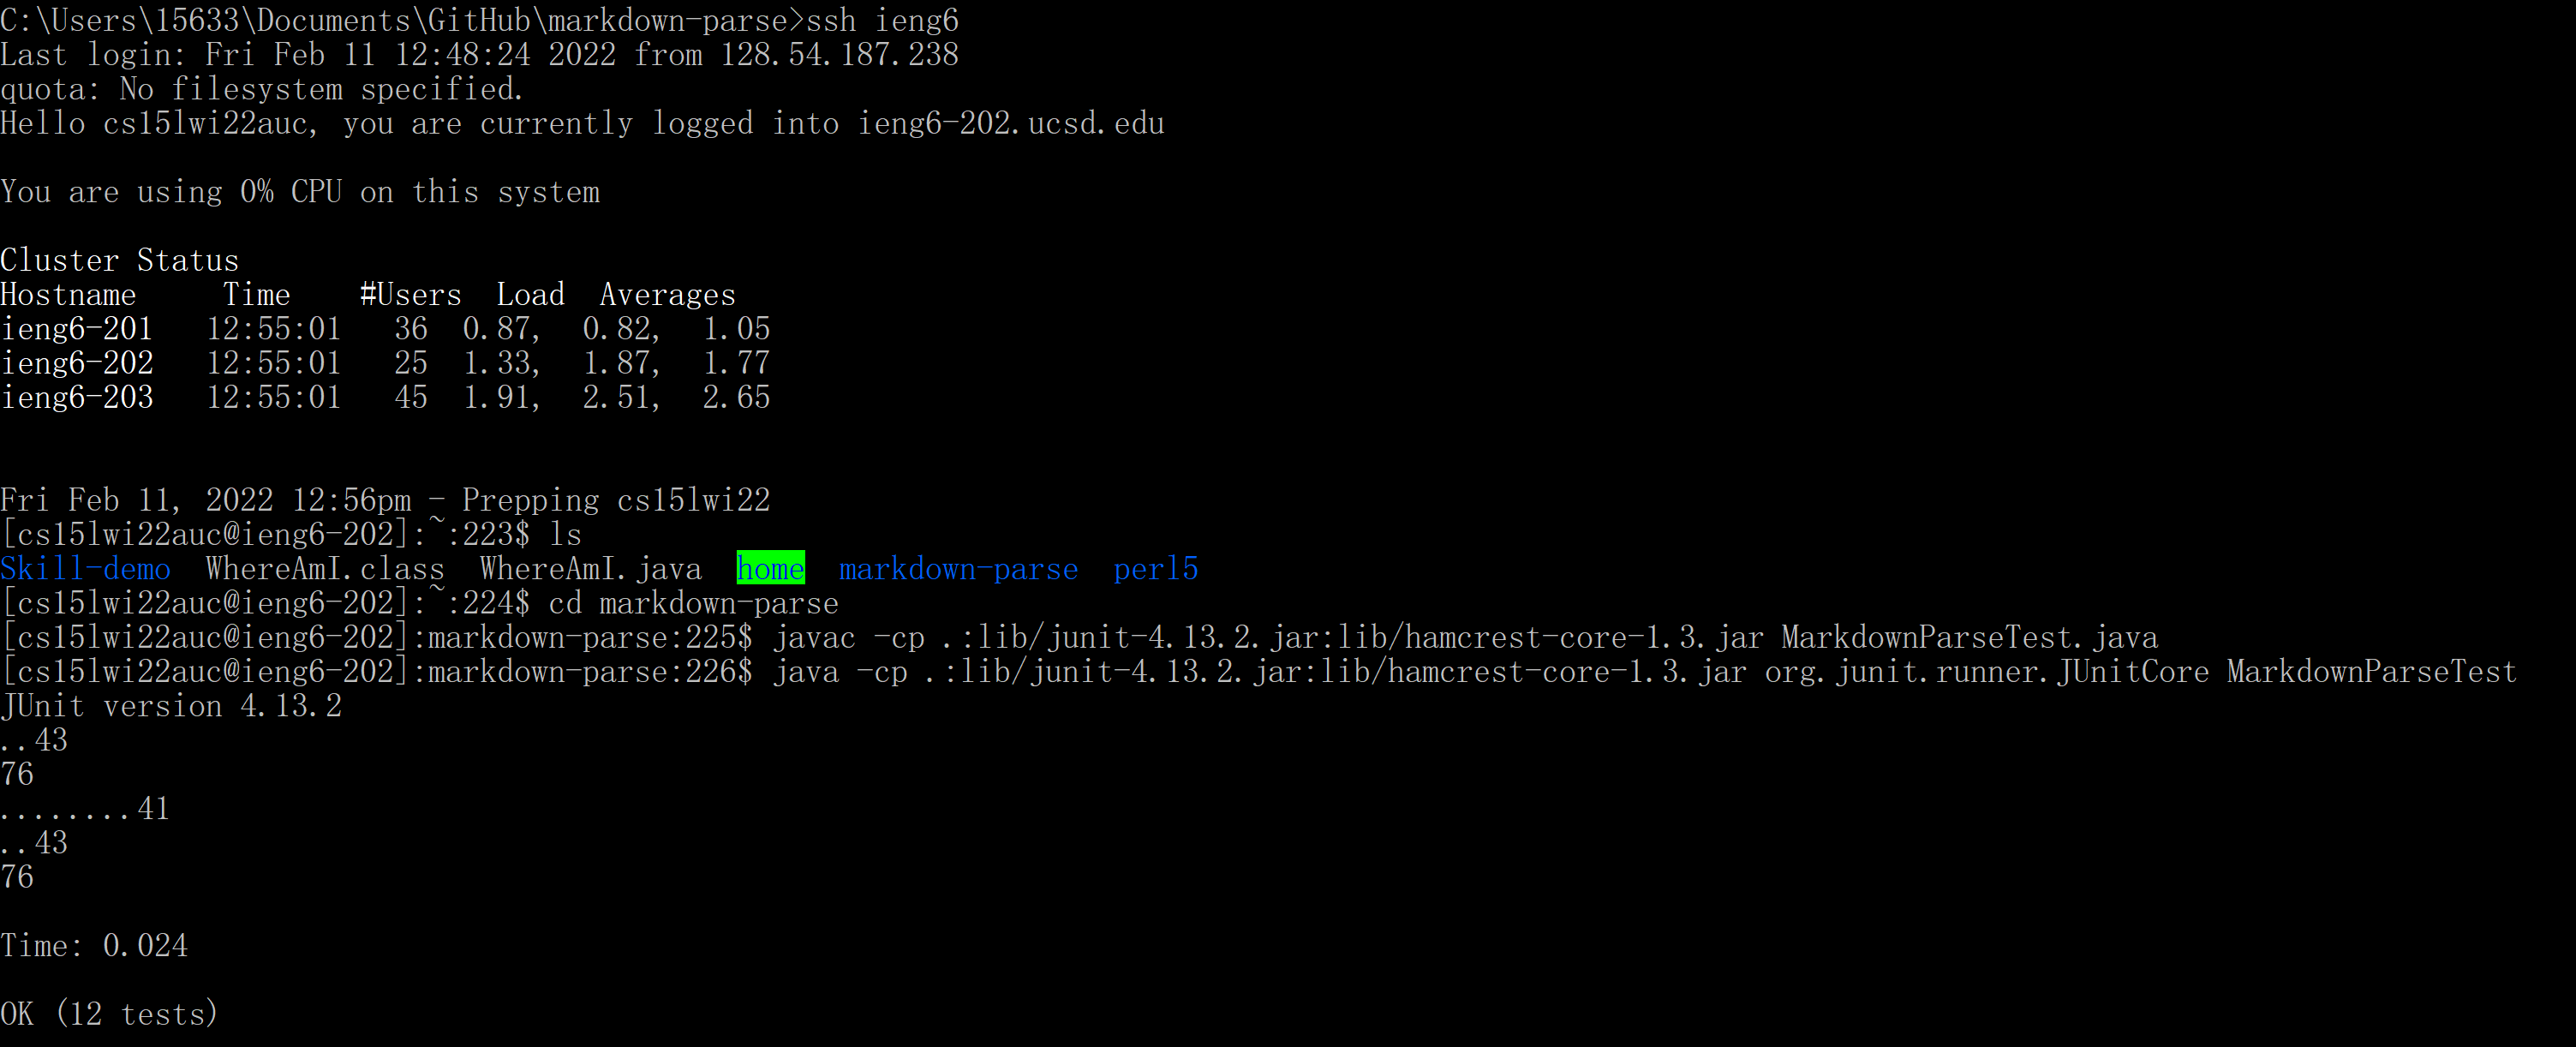 C:\Users\15633\Documents\GitHub\markdown-parse>ssh ieng6
Last login: Fri Feb 11 12:48:24 2022 from 128.54.187.238
quota: No filesystem specified.
Hello cs15lwi22auc, you are currently logged into ieng6-202.ucsd.edu
You are using 0% CPU on this system
Cluster Status
Hostname     Time    #Users  Load  Averages
ieng6-201   12:55:01   36  0.87,  0.82,  1.05
ieng6-202   12:55:01   25  1.33,  1.87,  1.77
ieng6-203   12:55:01   45  1.91,  2.51,  2.65
Fri Feb 11, 2022 12:56pm - Prepping cs15lwi22
[cs15lwi22auc@ieng6-202]:~:223$ ls
Skill-demo  WhereAmI.class  WhereAmI.java  home  markdown-parse  perl5
[cs15lwi22auc@ieng6-202]:~:224$ cd markdown-parse
[cs15lwi22auc@ieng6-202]:markdown-parse:225$ javac -cp .:lib/junit-4.13.2.jar:lib/hamcrest-core-1.3.jar MarkdownParseTest.java
[cs15lwi22auc@ieng6-202]:markdown-parse:226$ java -cp .:lib/junit-4.13.2.jar:lib/hamcrest-core-1.3.jar org.junit.runner.JUnitCore MarkdownParseTest
JUnit version 4.13.2
..43
76
........41
..43
76
Time: 0.024
OK (12 tests)